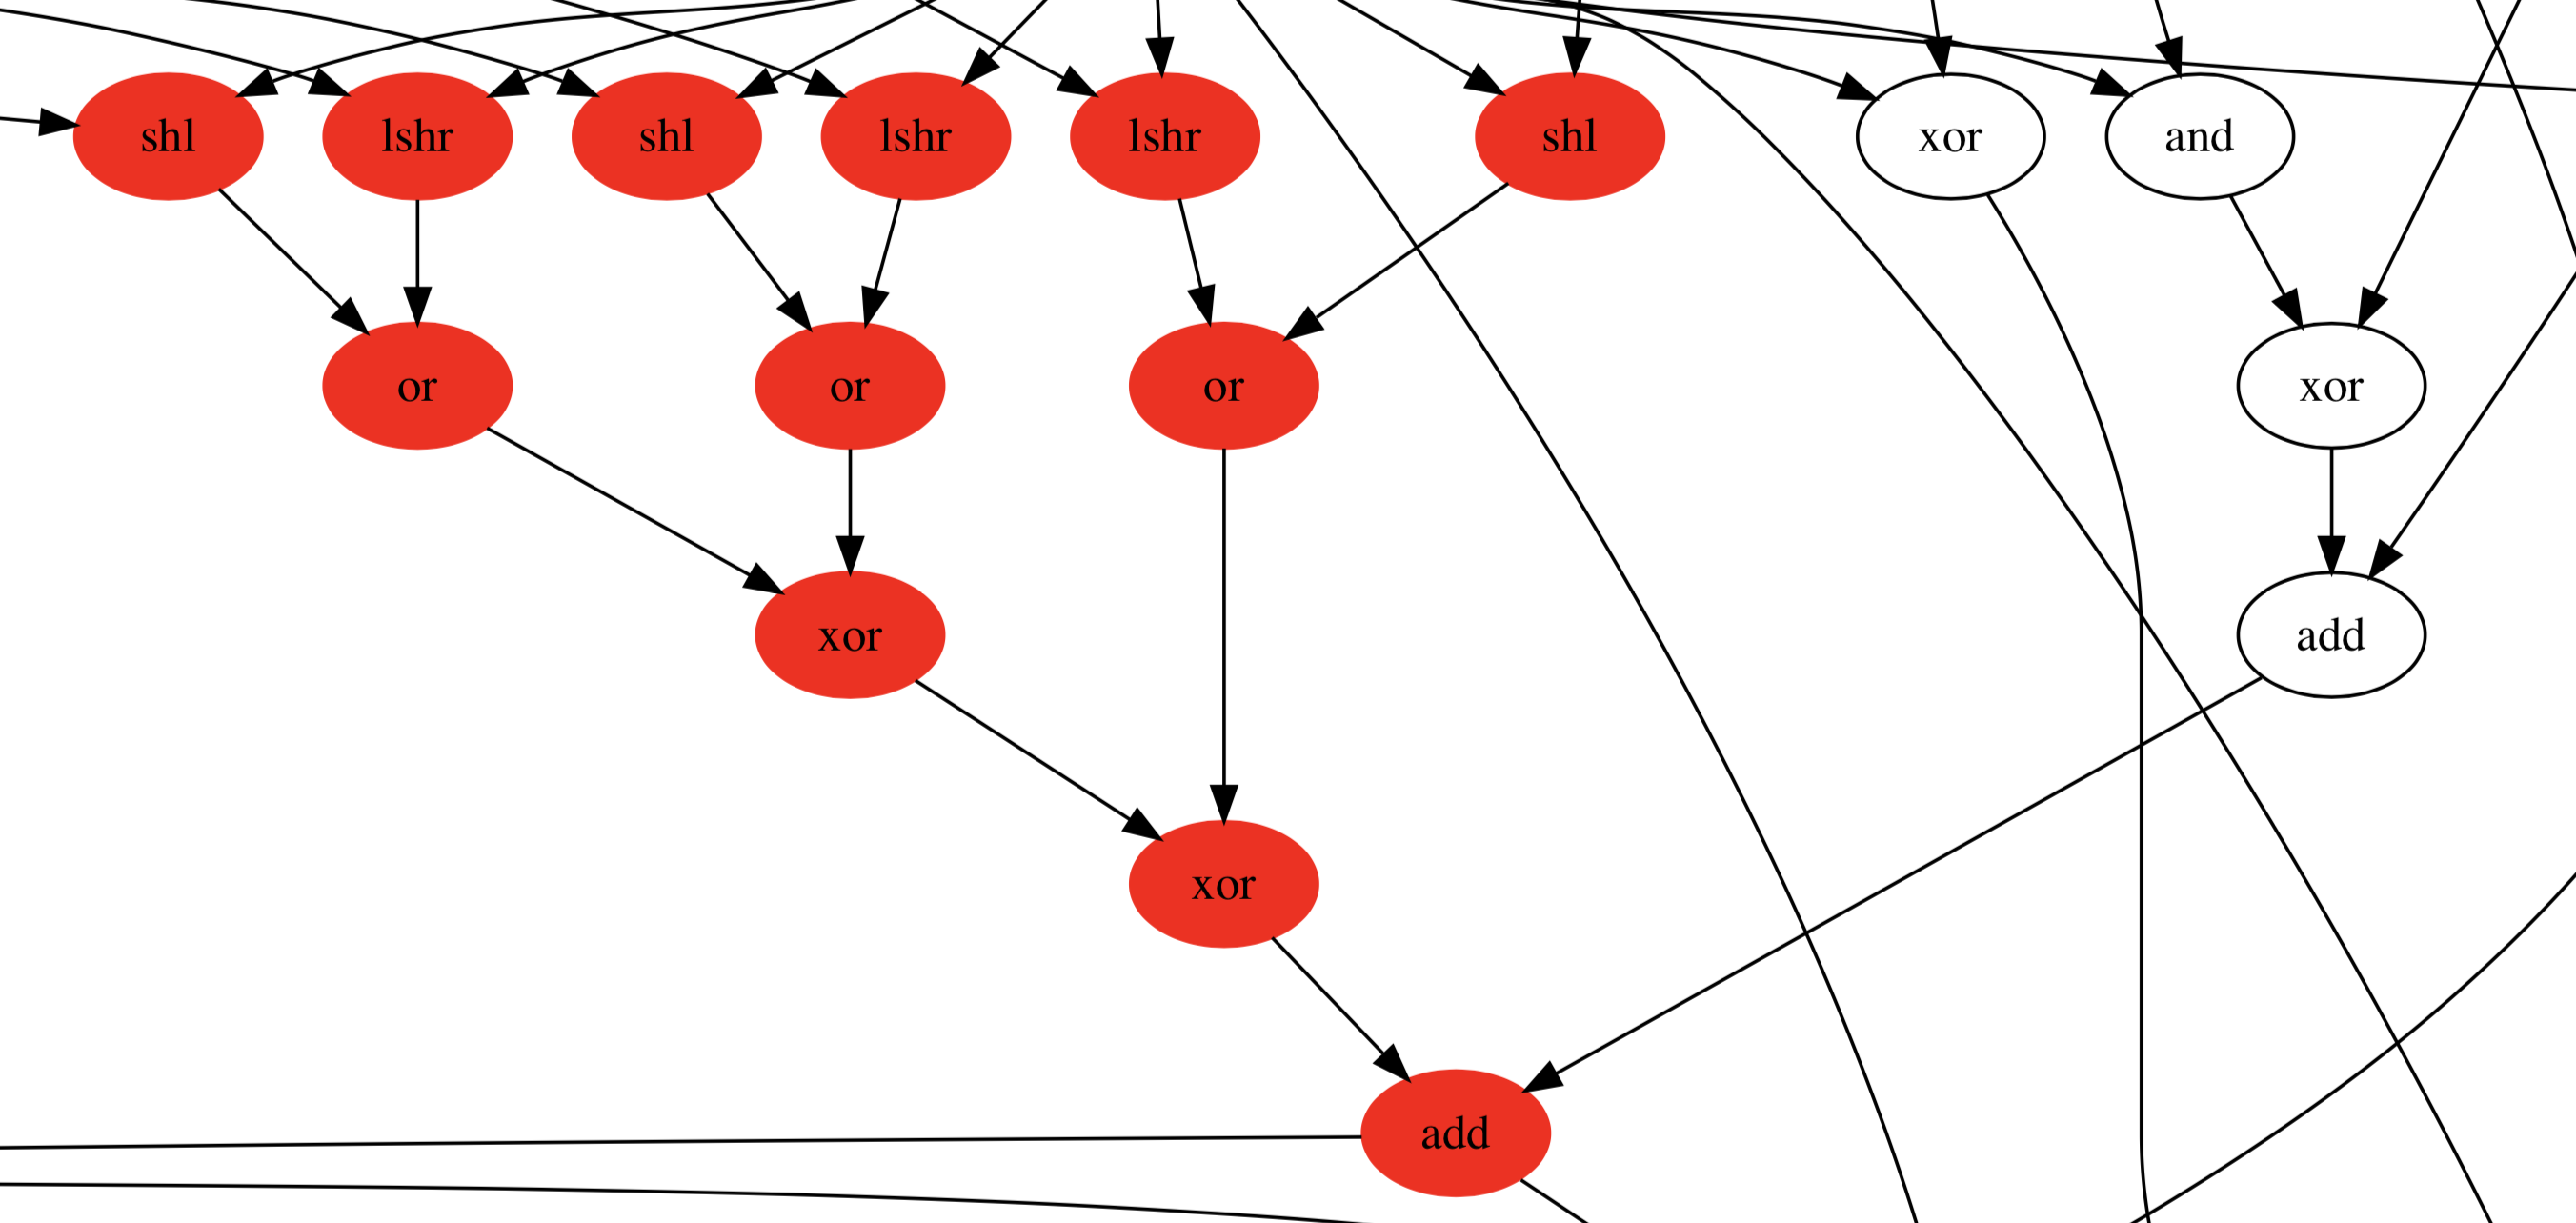 shl lshr shl lshr lshr shl xor and
or or or xor
xor add
xor
add